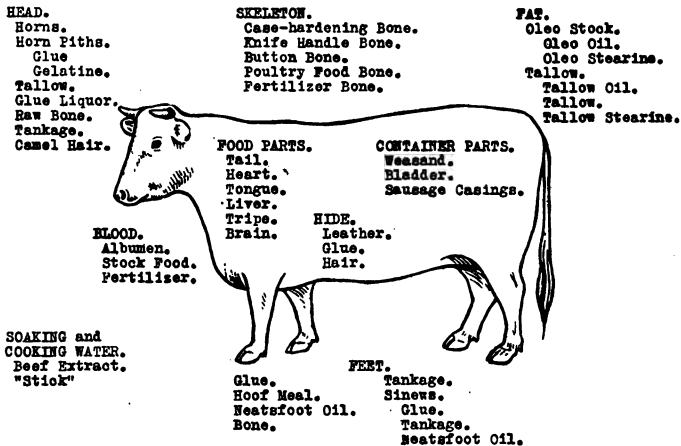 HEAD.
Horns.
Horn Piths.
Glue
Gelatine.
Tallow.
Glue Liquor.
Raw Bone.
Tankage.
Camel Hair.
SKELETON.
Case-hardening Bone.
Knife Handle Bone.
Button Bone.
Poultry Food Bone.
Fertilizer Bone.
FAT.
Oleo Stock.
Oleo Oil.
Oleo Stearine.
Tallow.
Tallow Oil.
Tallow.
Tallow Stearine.
FOOD PARTS.
Tail.
Heart.
Tongue.
Liver.
Tripe.
Brain.
CONTAINER PARTS.
Weasand.
Bladder.
Sausage Casings.
HIDE.
Leather.
Glue.
Hair.
BLOOD.
Albumen.
Stock Food.
Fertilizer.
SOAKING and
COOKING WATER.
Beef Extract.
"Stick"
FEET.
Glue.
Hoof Meal.
Neatsfoot Oil.
Bone.
Tankage.
Sinews.
Glue.
Tankage.
Neatsfoot Oil.